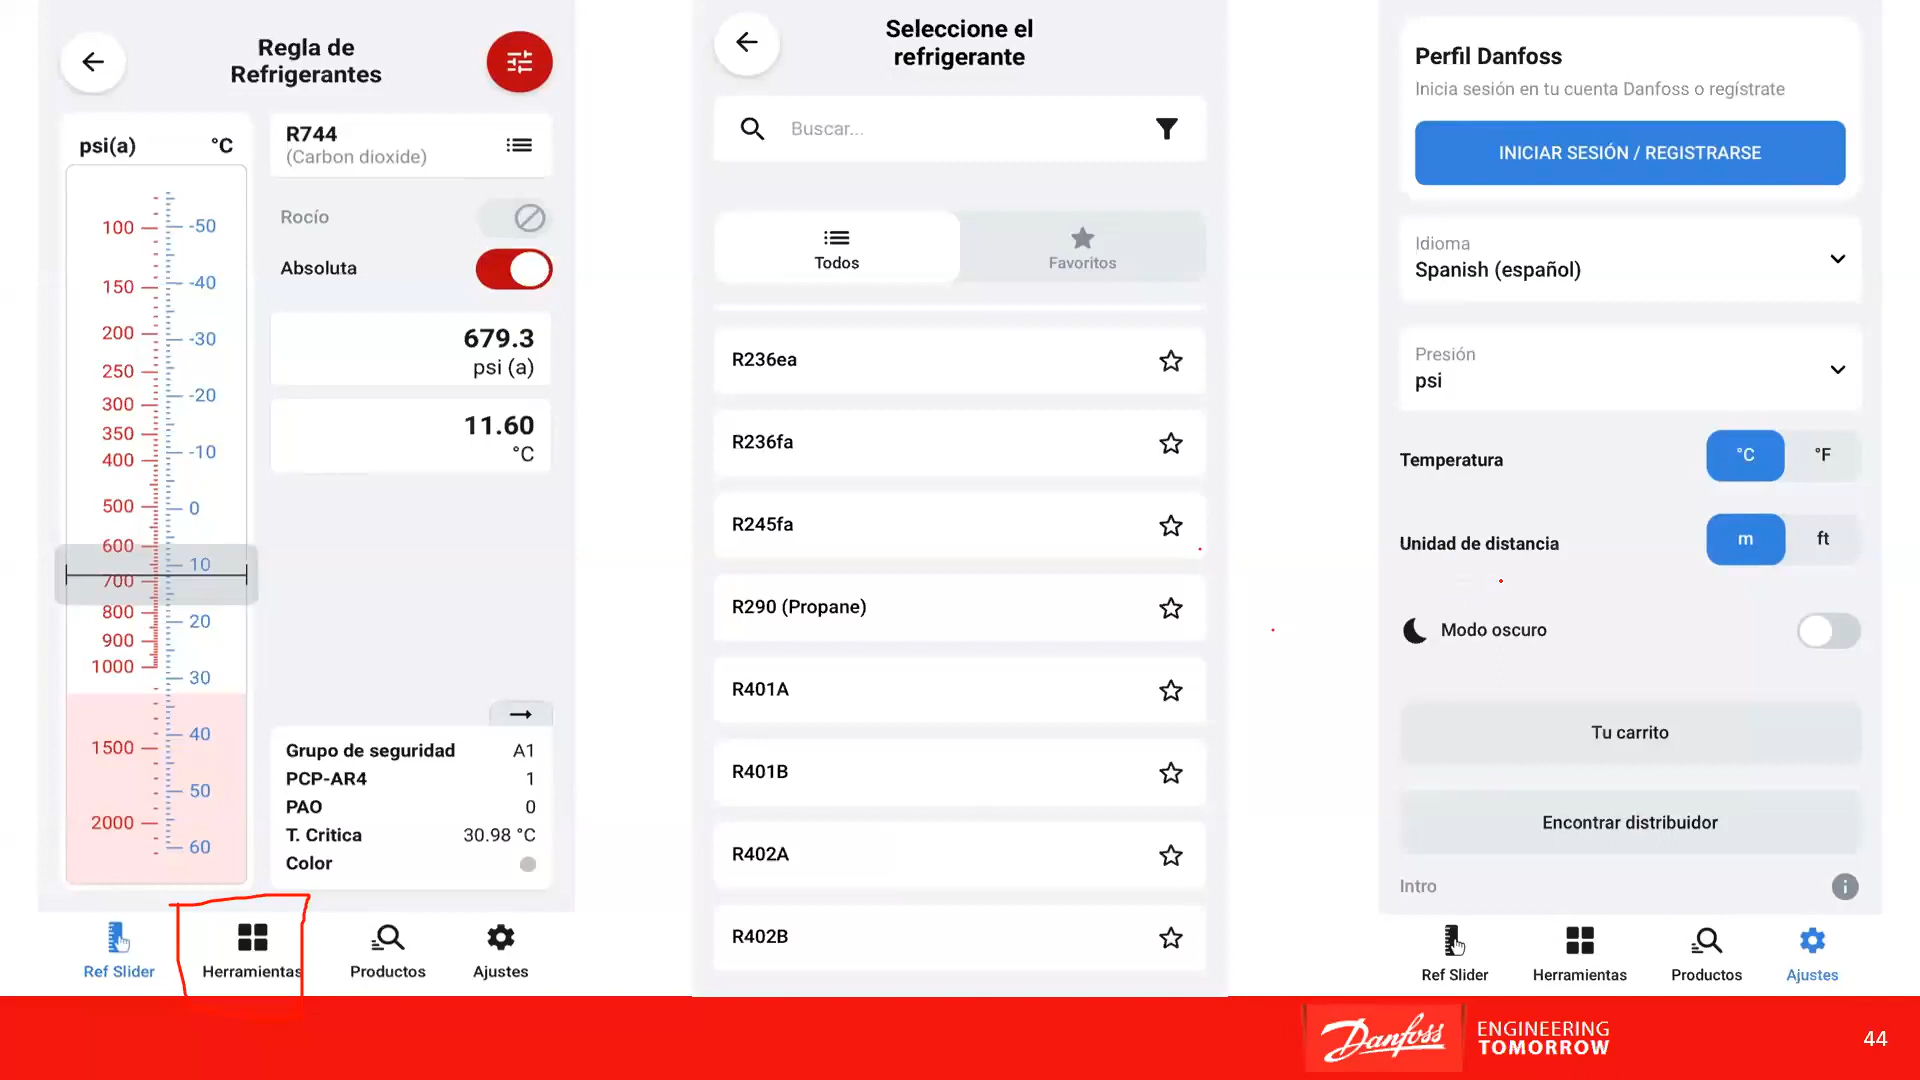 Regla de
Refrigerantes
psi(a) °C
100
150
200
250
300
350
400
500
600
700
800
900
1000
1500
2000
-50
-40
-30
-20
-10
0
10
20
30
40
50
60
R744
(Carbon dioxide)
Rocío
Absoluta
679.3
psi (a)
11.60
°C
Grupo de seguridad A1
PCP-AR4 1
PAO 0
T. Critica 30.98 °C
Color
Ref Slider Herramientas Productos Ajustes
Seleccione el
refrigerante
Buscar...
Todos Favoritos
R236ea
R236fa
R245fa
R290 (Propane)
R401A
R401B
R402A
R402B
Perfil Danfoss
Inicia sesión en tu cuenta Danfoss o regístrate
INICIAR SESIÓN / REGISTRARSE
Idioma
Spanish (español)
Presión
psi
Temperatura °C °F
Unidad de distancia m ft
Modo oscuro
Tu carrito
Encontrar distribuidor
Intro
Ref Slider Herramientas Productos Ajustes
Danfoss
ENGINEERING
TOMORROW
44